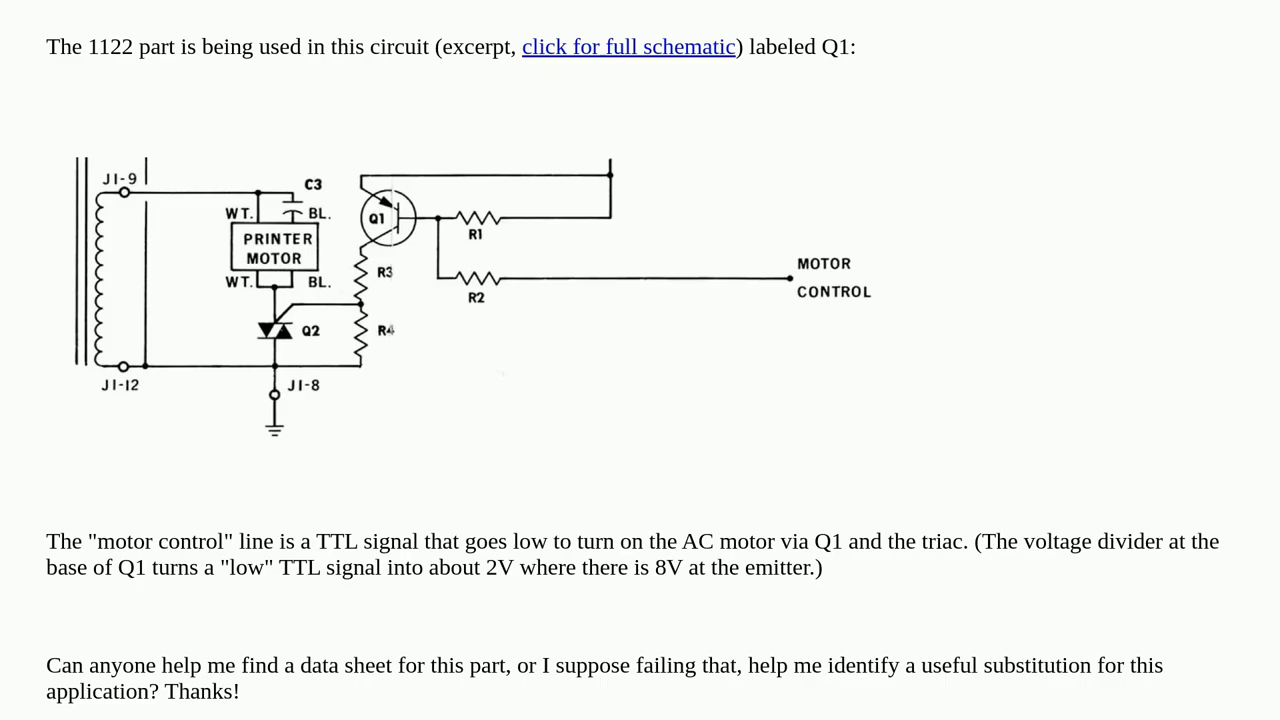 The 1122 part is being used in this circuit (excerpt, click for full schematic) labeled Q1:
J1-9
C3
WT.
BL.
Q1
R1
PRINTER
MOTOR
WT.
BL.
R3
R2
MOTOR
CONTROL
Q2
R4
J1-12
J1-8
The "motor control" line is a TTL signal that goes low to turn on the AC motor via Q1 and the triac. (The voltage divider at the
base of Q1 turns a "low" TTL signal into about 2V where there is 8V at the emitter.)
Can anyone help me find a data sheet for this part, or I suppose failing that, help me identify a useful substitution for this
application? Thanks!